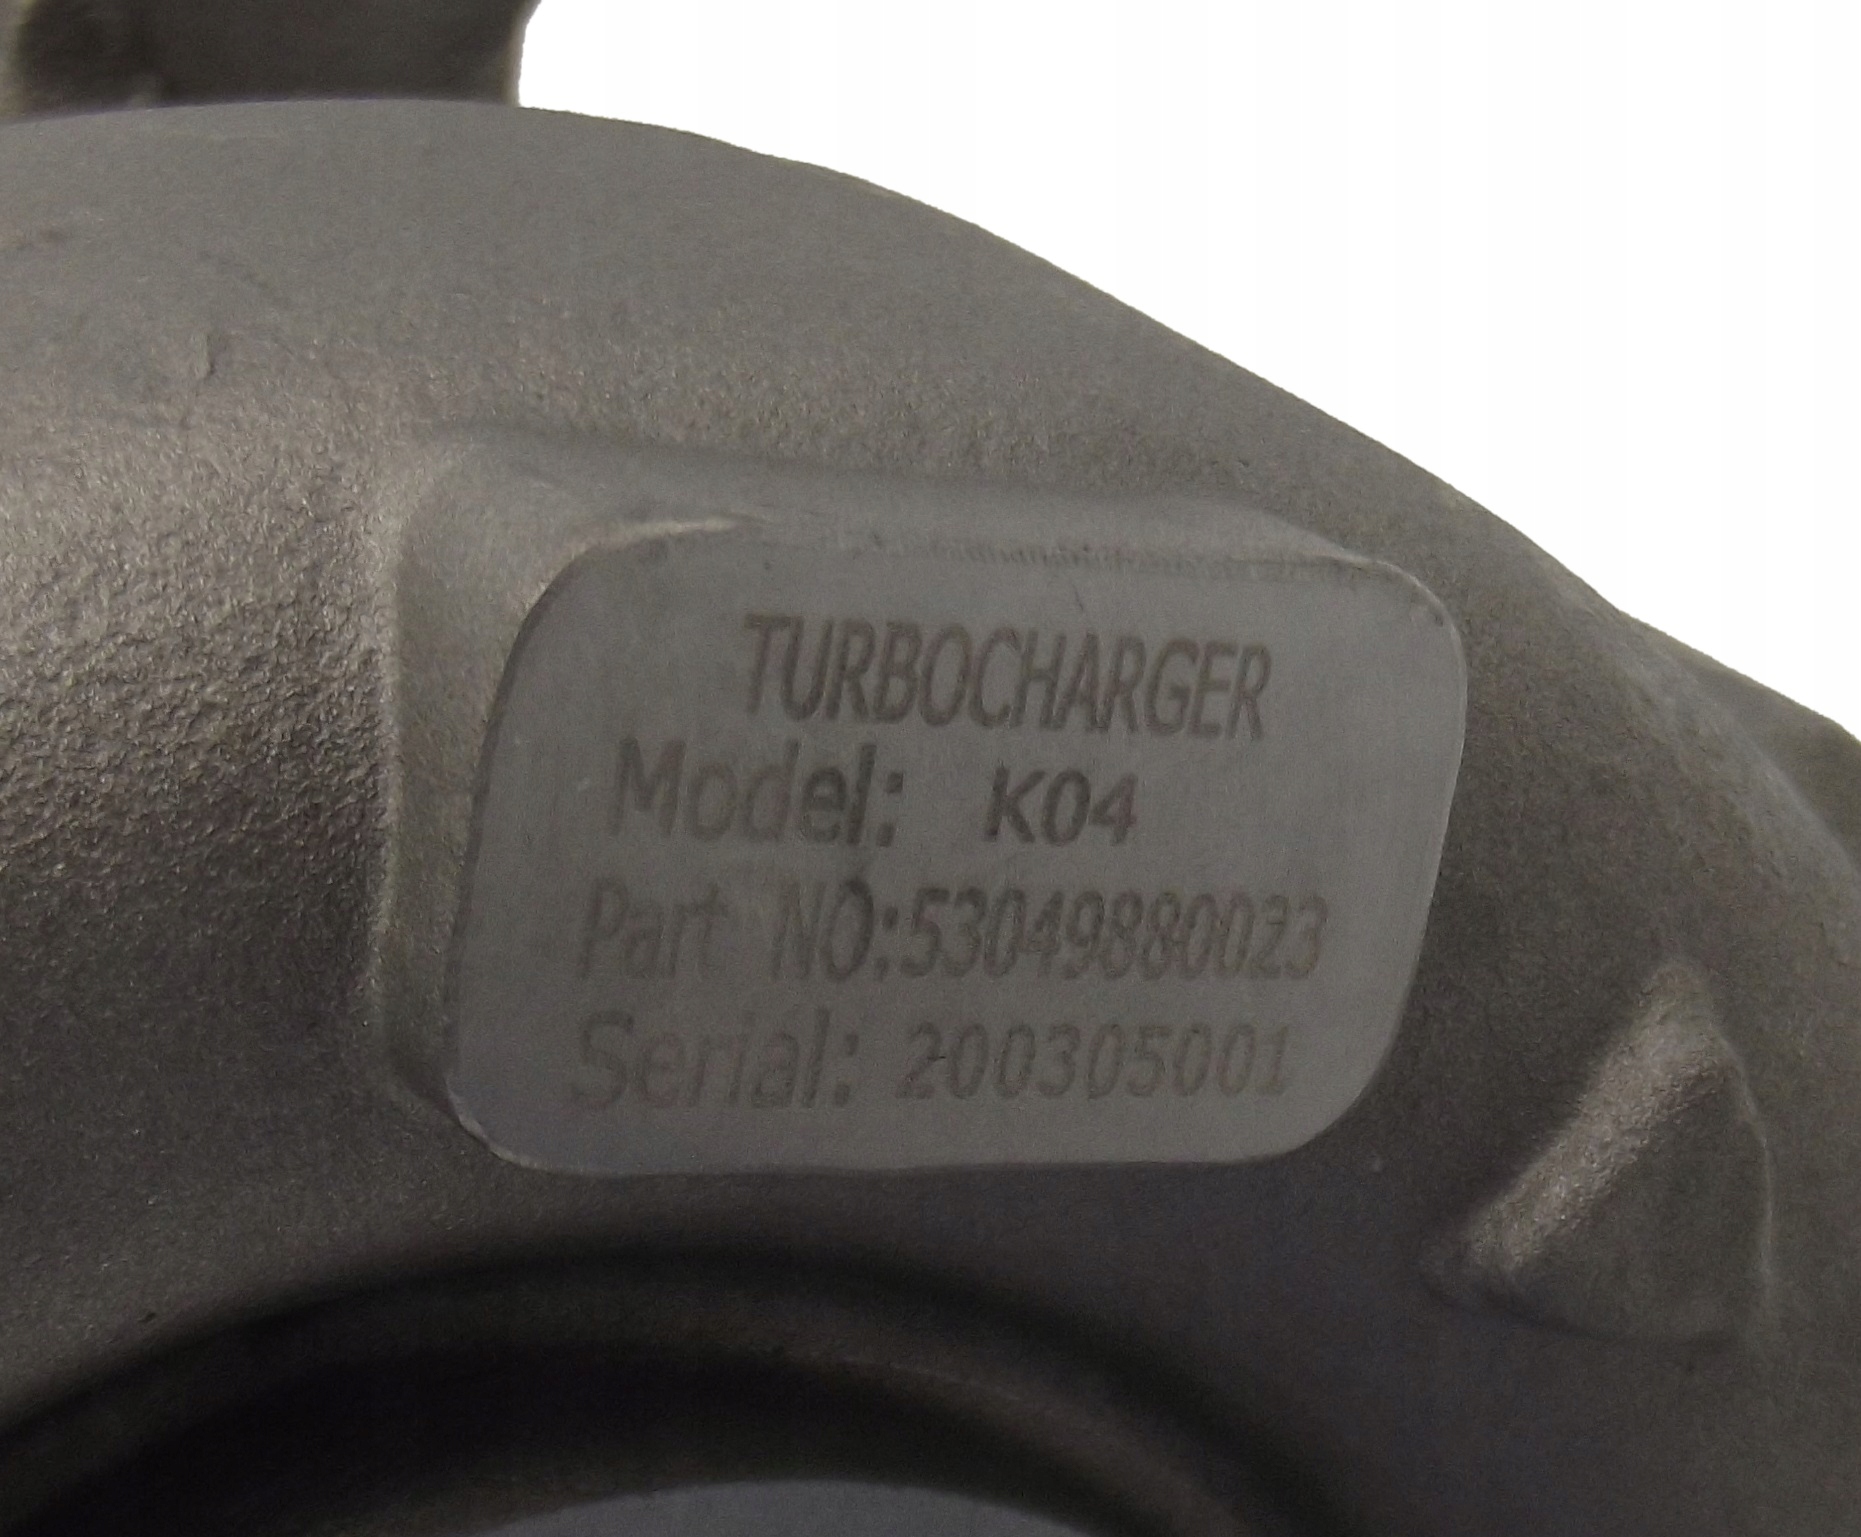 TURBOCHARGER
Model: K04
Part NO:53049880023
Serial: 200305001